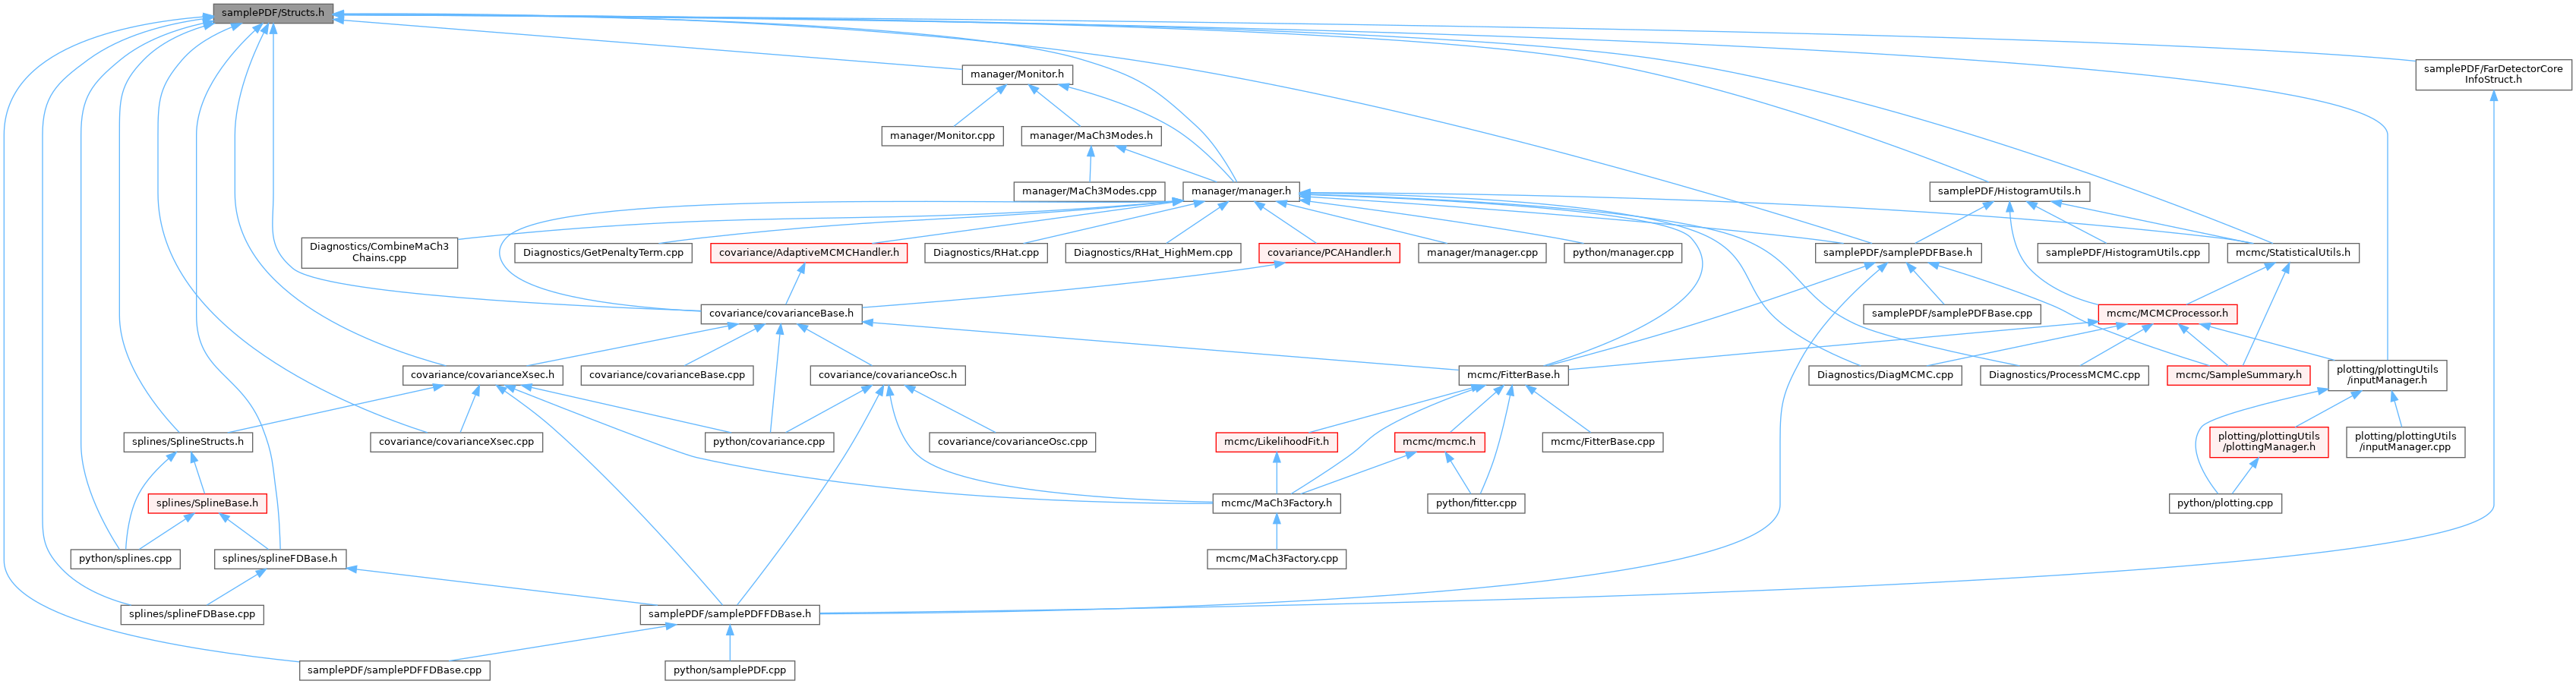 samplePDF/Structs.h
manager/Monitor.h
samplePDF/FarDetectorCore
InfoStruct.h
manager/Monitor.cpp
manager/MaCh3Modes.h
manager/MaCh3Modes.cpp
manager/manager.h
samplePDF/HistogramUtils.h
Diagnostics/CombineMaCh3
Chains.cpp
Diagnostics/GetPenaltyTerm.cpp
covariance/AdaptiveMCMCHandler.h
Diagnostics/RHat.cpp
Diagnostics/RHat_HighMem.cpp
covariance/PCAHandler.h
manager/manager.cpp
python/manager.cpp
samplePDF/samplePDFBase.h
samplePDF/HistogramUtils.cpp
mcmc/StatisticalUtils.h
covariance/covarianceBase.h
samplePDF/samplePDFBase.cpp
mcmc/MCMCProcessor.h
covariance/covarianceXsec.h
covariance/covarianceBase.cpp
covariance/covarianceOsc.h
mcmc/FitterBase.h
Diagnostics/DiagMCMC.cpp
Diagnostics/ProcessMCMC.cpp
mcmc/SampleSummary.h
plotting/plottingUtils
/inputManager.h
splines/SplineStructs.h
covariance/covarianceXsec.cpp
python/covariance.cpp
covariance/covarianceOsc.cpp
mcmc/LikelihoodFit.h
mcmc/mcmc.h
mcmc/FitterBase.cpp
plotting/plottingUtils
/plottingManager.h
plotting/plottingUtils
/inputManager.cpp
splines/SplineBase.h
mcmc/MaCh3Factory.h
python/fitter.cpp
python/plotting.cpp
python/splines.cpp
splines/splineFDBase.h
mcmc/MaCh3Factory.cpp
splines/splineFDBase.cpp
samplePDF/samplePDFFDBase.h
samplePDF/samplePDFFDBase.cpp
python/samplePDF.cpp